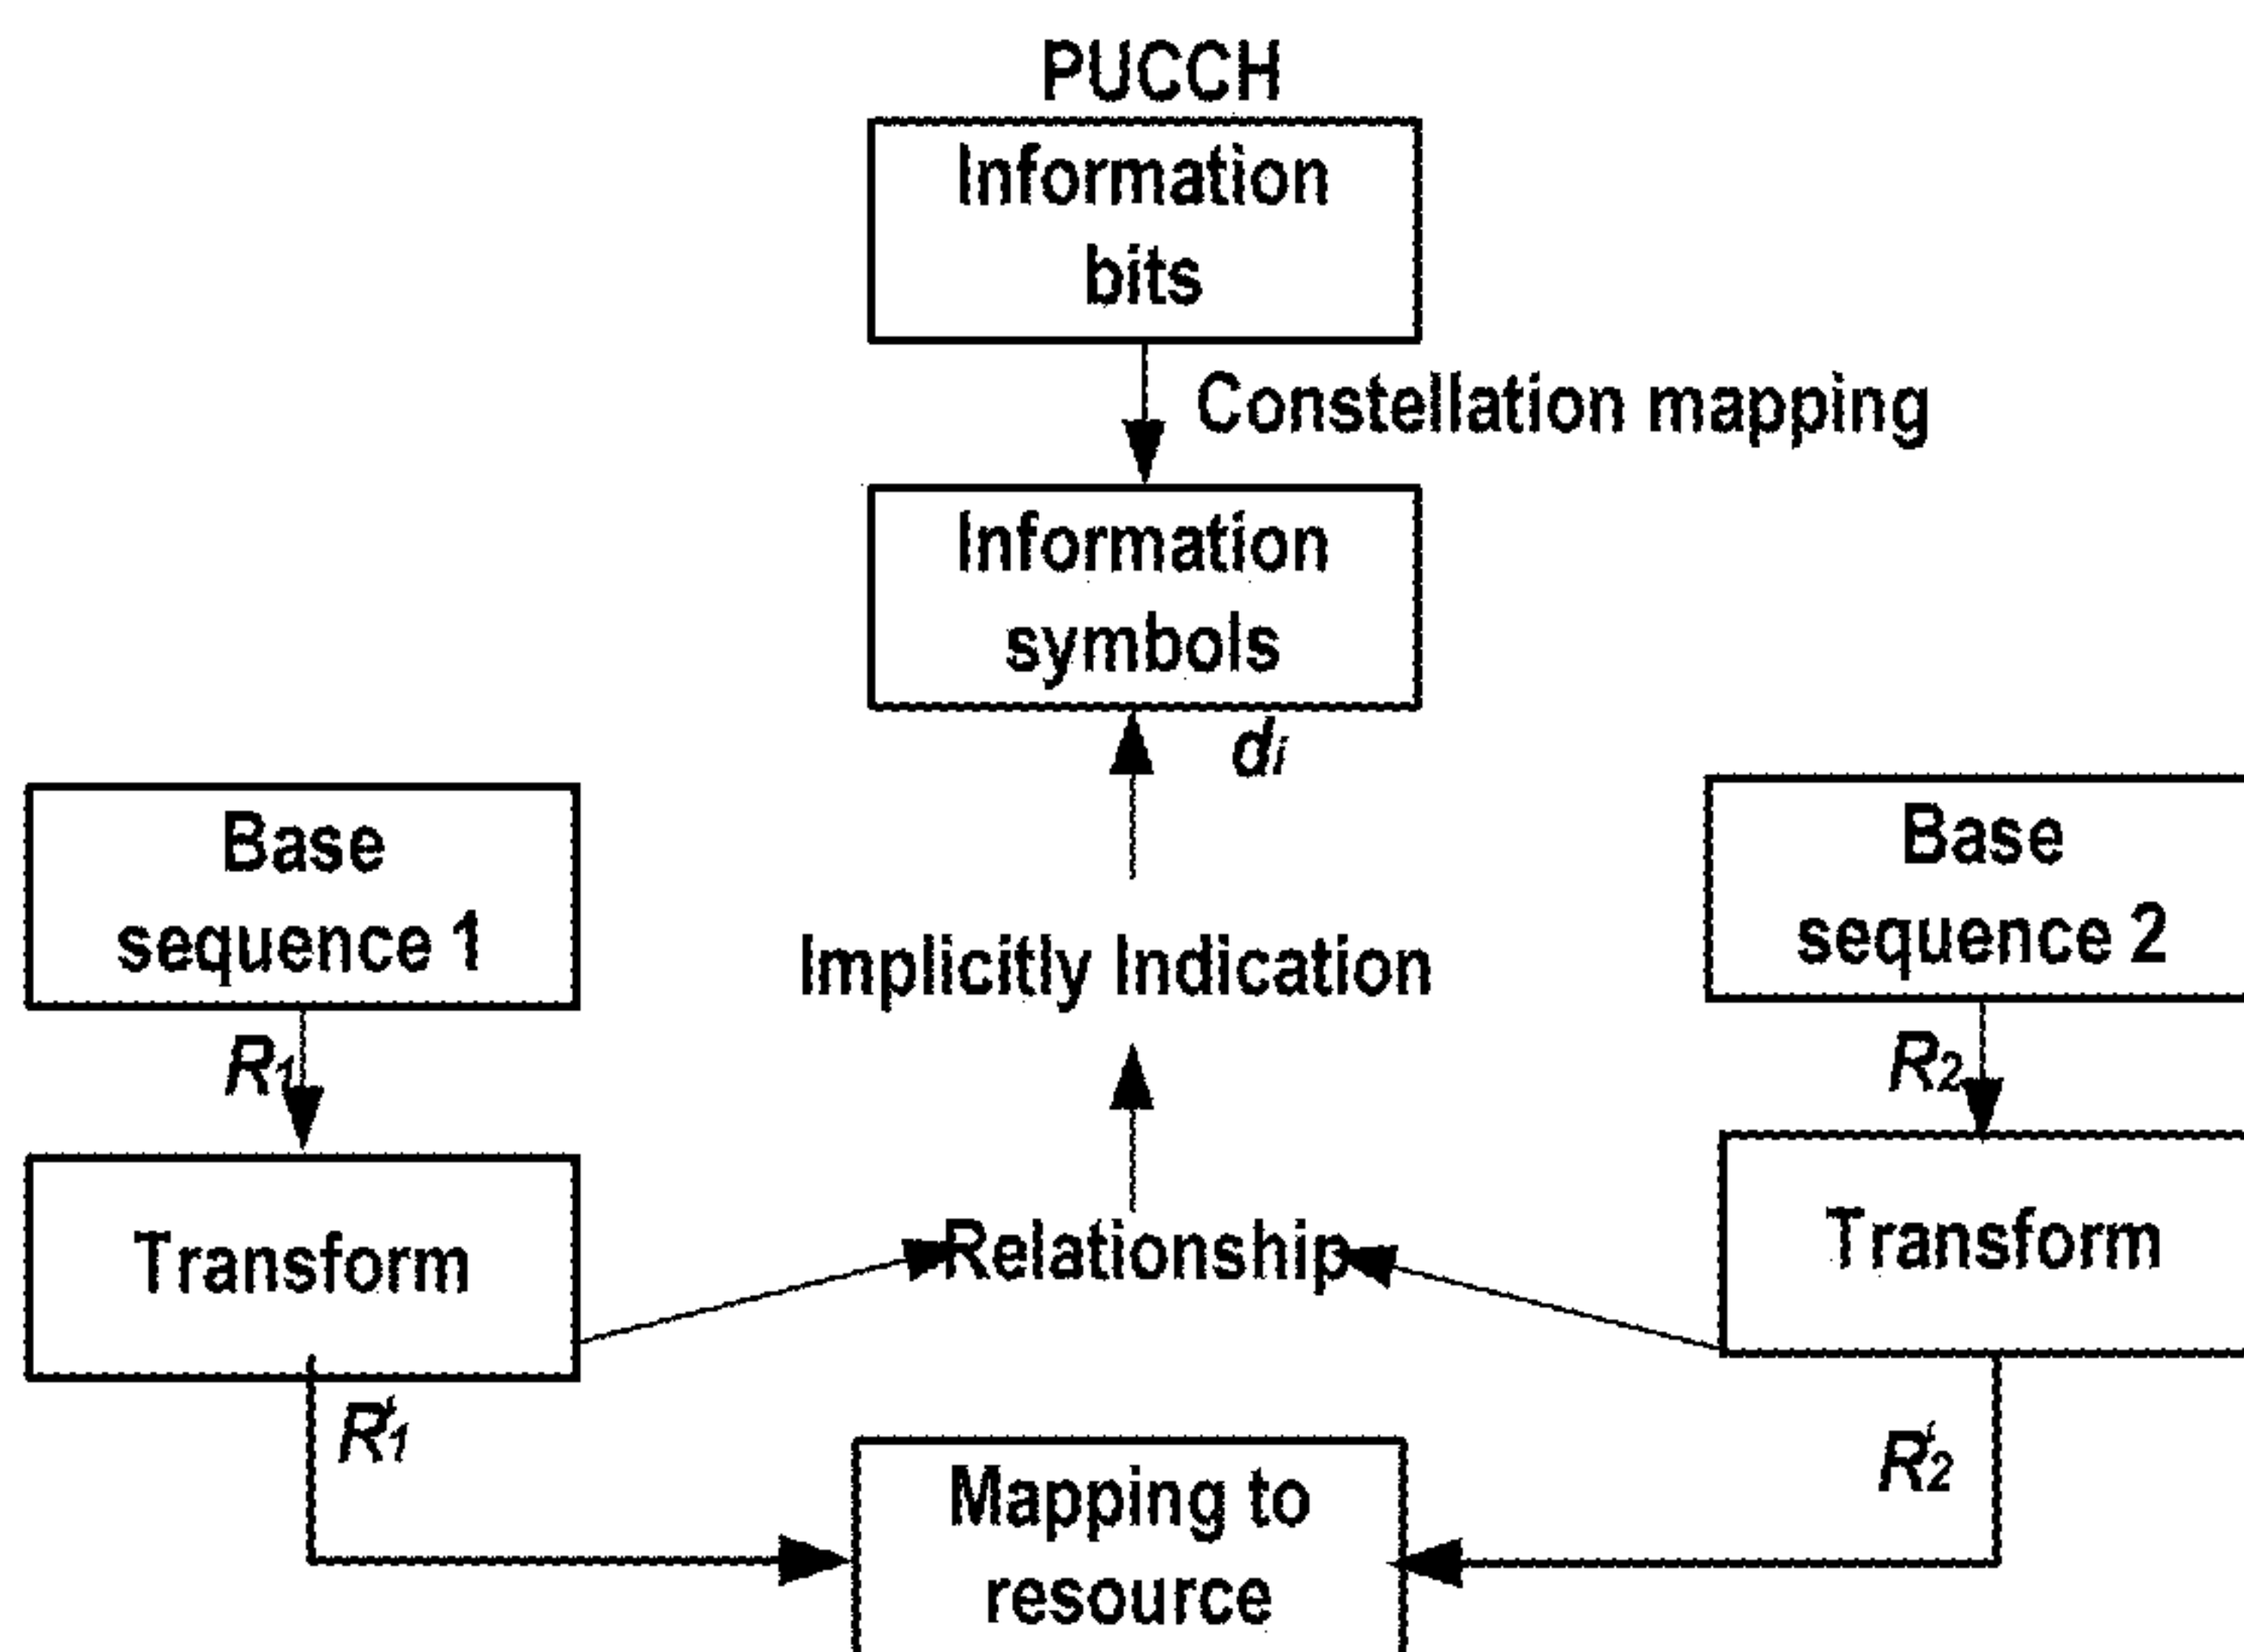 PUCCH
Information
bits
Constellation mapping
Information
symbols
di
Base
sequence 1
Base
sequence 2
Implicitly Indication
R1
R2
Transform
Relationship
Transform
R'1
R'2
Mapping to
resource